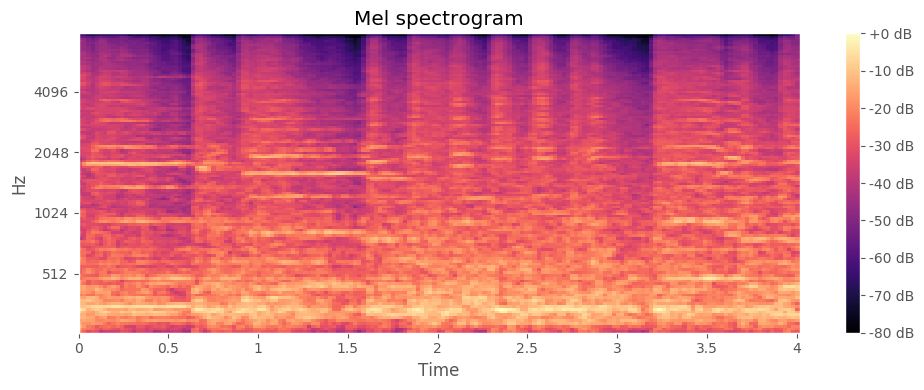 Mel spectrogram
Hz
4096
2048
1024
512
0
0.5
1
1.5
2
2.5
3
3.5
4
Time
+0 dB
-10 dB
-20 dB
-30 dB
-40 dB
-50 dB
-60 dB
-70 dB
-80 dB